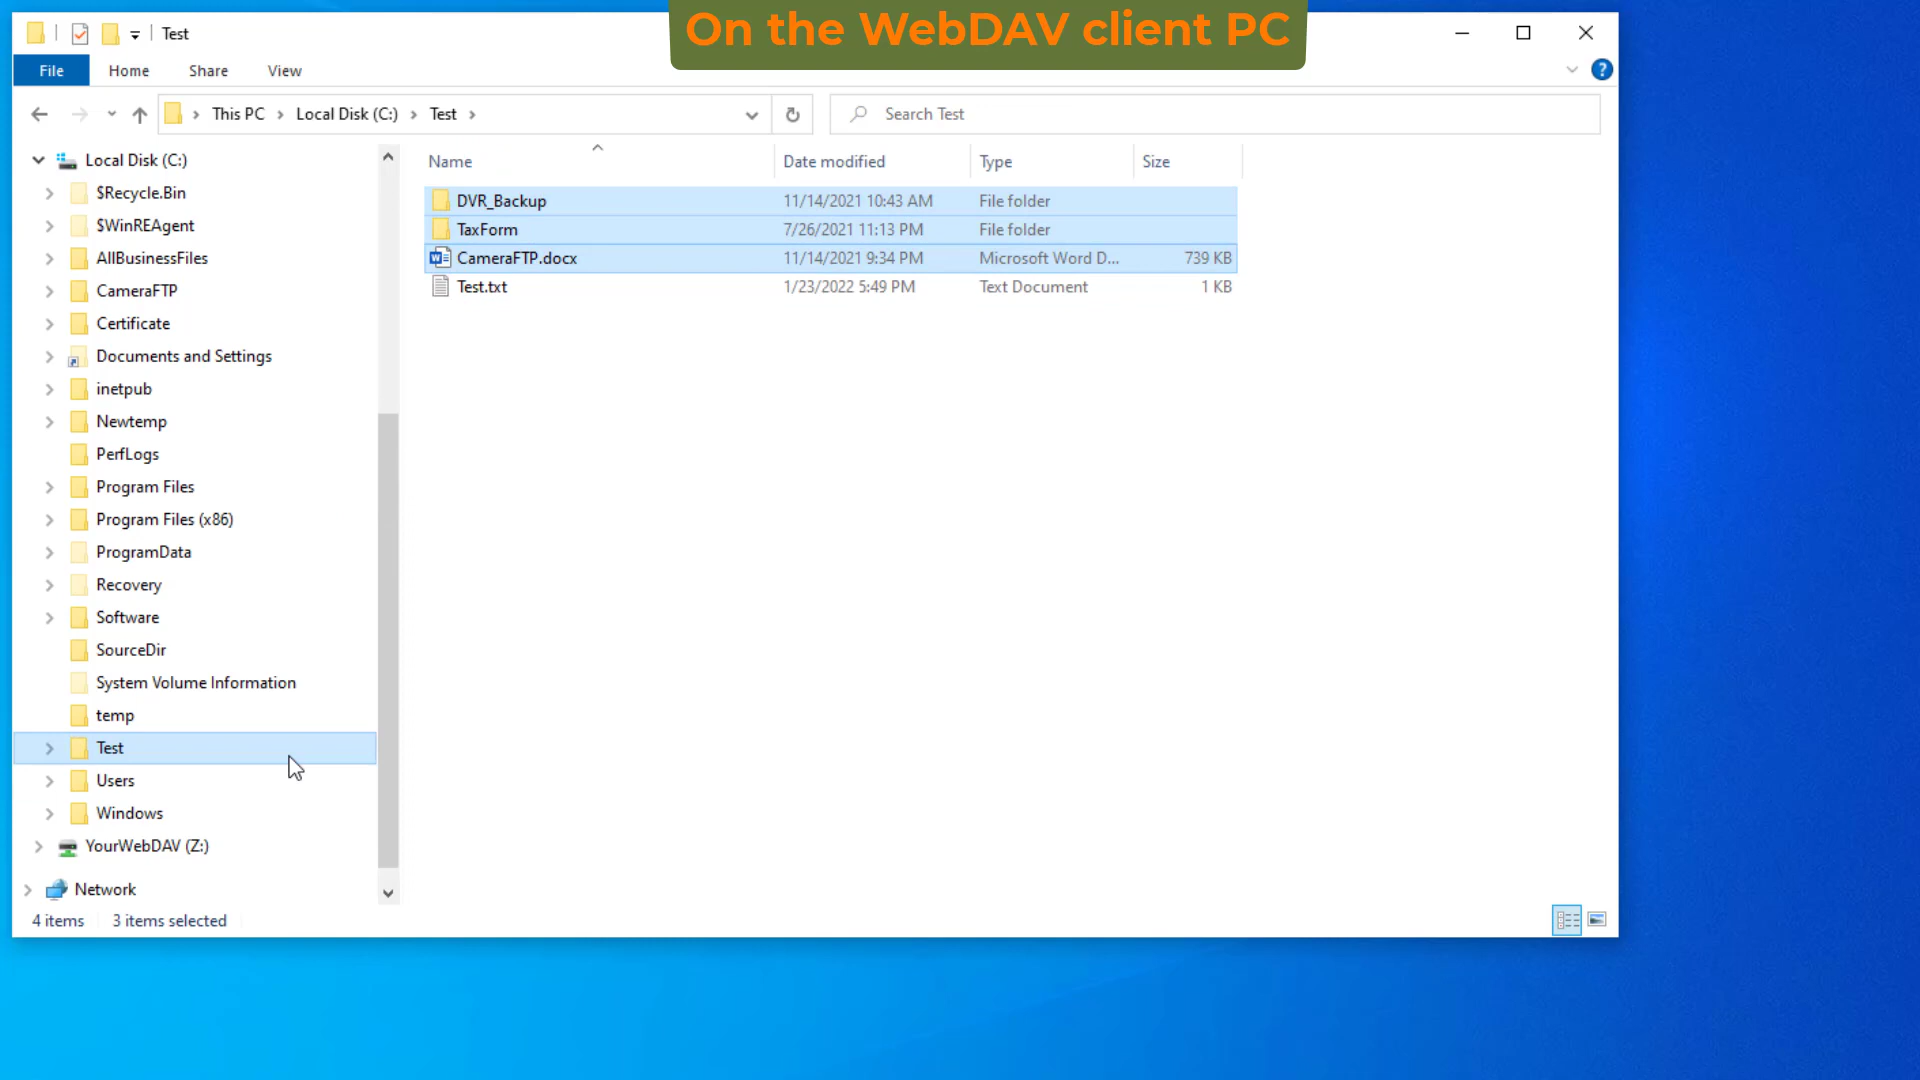 On the WebDAV client PC
Test
File Home Share View
This PC Local Disk (C:) Test
Search Test
Local Disk (C:)
$Recycle.Bin
$WinREAgent
AllBusinessFiles
CameraFTP
Certificate
Documents and Settings
inetpub
Newtemp
PerfLogs
Program Files
Program Files (x86)
ProgramData
Recovery
Software
SourceDir
System Volume Information
temp
Test
Users
Windows
YourWebDAV (Z:)
Network
Name Date modified Type Size
DVR_Backup 11/14/2021 10:43 AM File folder
TaxForm 7/26/2021 11:13 PM File folder
CameraFTP.docx 11/14/2021 9:34 PM Microsoft Word D... 739 KB
Test.txt 1/23/2022 5:49 PM Text Document 1 KB
4 items 3 items selected